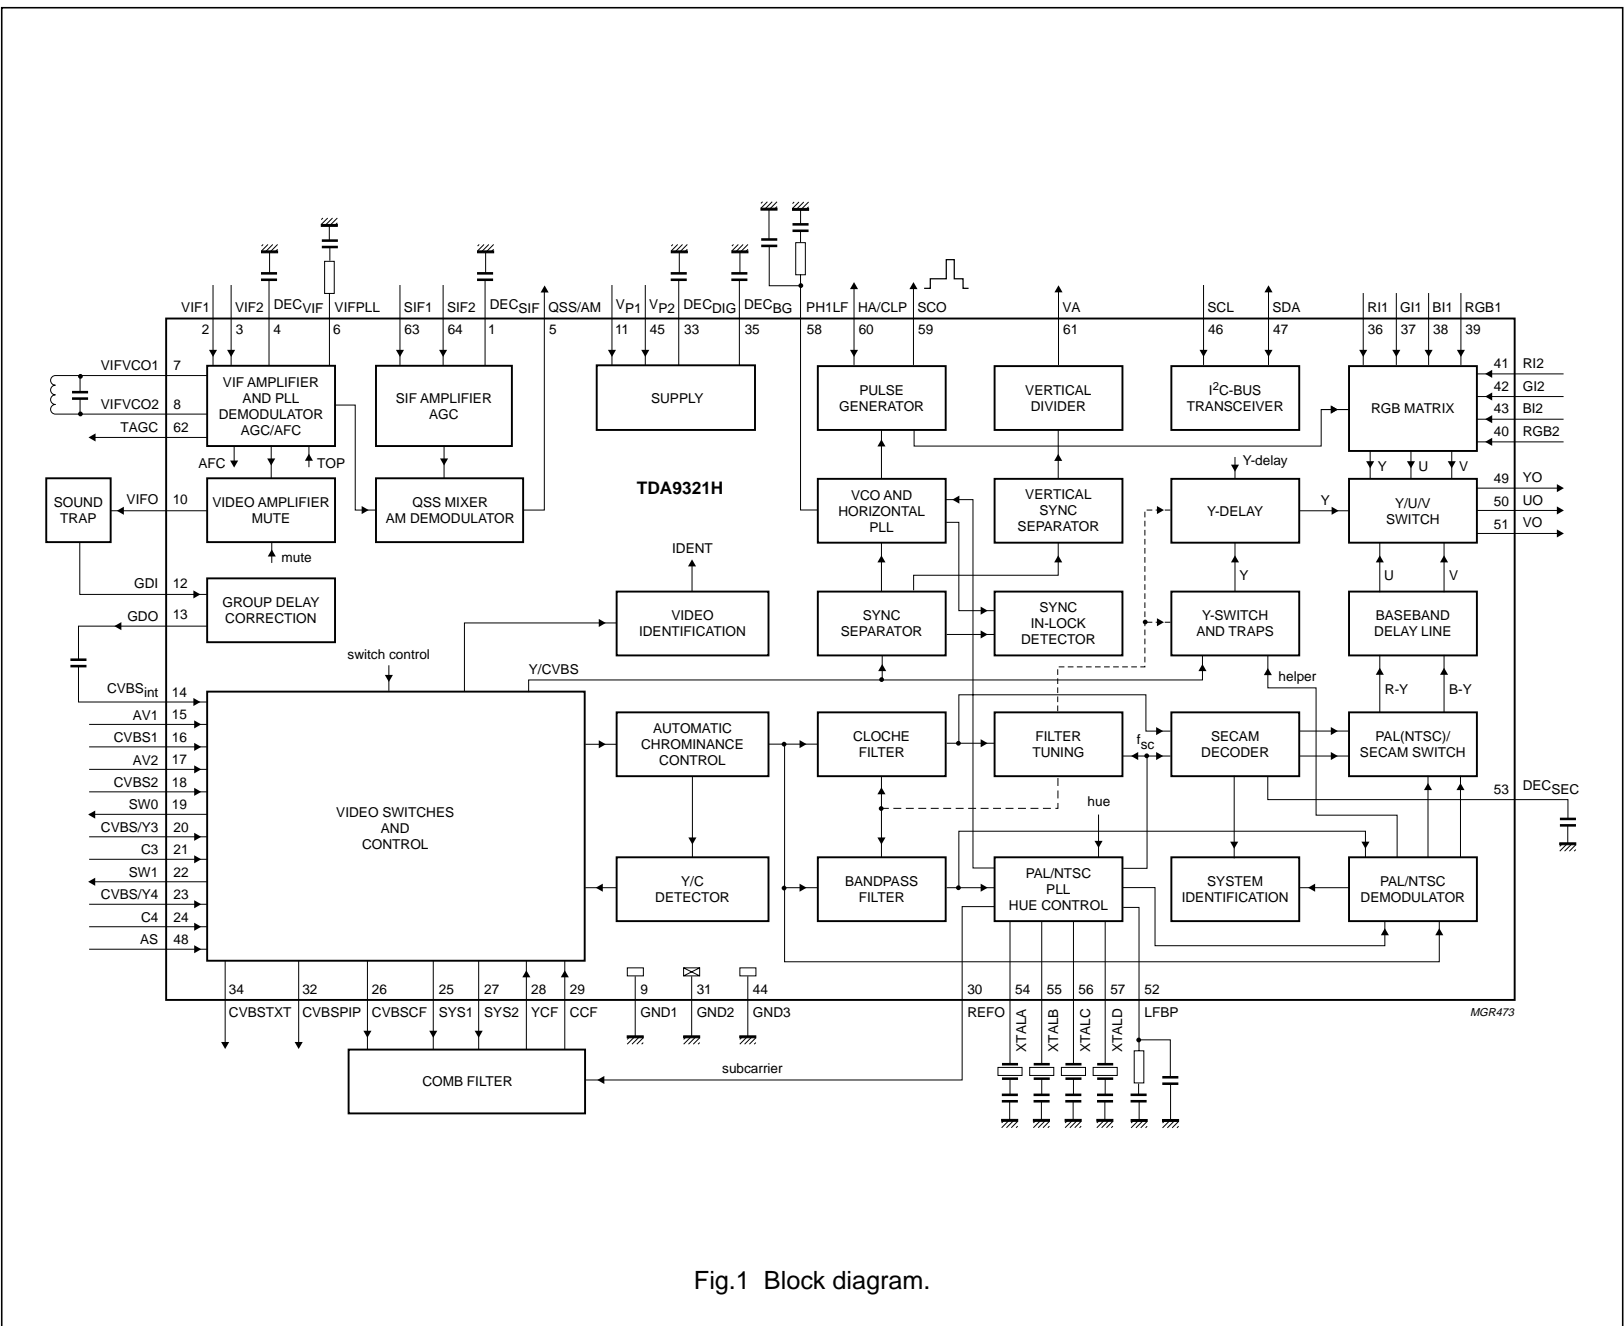 VIF1 VIF2 DECVIF VIFPLL SIF1 SIF2 DECSIF QSS/AM VP1 VP2 DECDIG DECBG PH1LF HA/CLP SCO VA SCL SDA RI1 GI1 BI1 RGB1
2 3 4 6 63 64 1 5 11 45 33 35 58 60 59 61 46 47 36 37 38 39
VIFVCO1 7
VIFVCO2 8
TAGC 62
VIF AMPLIFIER
AND PLL
DEMODULATOR
AGC/AFC
SIF AMPLIFIER
AGC
SUPPLY
PULSE
GENERATOR
VERTICAL
DIVIDER
I2C-BUS
TRANSCEIVER
RGB MATRIX
41 RI2
42 GI2
43 BI2
40 RGB2
AFC
TOP
Y-delay
Y U V
SOUND
TRAP
VIFO 10
VIDEO AMPLIFIER
MUTE
QSS MIXER
AM DEMODULATOR
TDA9321H
VCO AND
HORIZONTAL
PLL
VERTICAL
SYNC
SEPARATOR
Y-DELAY
Y
Y/U/V
SWITCH
49 YO
50 UO
51 VO
mute
IDENT
Y
U V
GDI 12
GDO 13
GROUP DELAY
CORRECTION
VIDEO
IDENTIFICATION
SYNC
SEPARATOR
SYNC
IN-LOCK
DETECTOR
Y-SWITCH
AND TRAPS
BASEBAND
DELAY LINE
switch control
Y/CVBS
helper
R-Y B-Y
CVBSint 14
AV1 15
CVBS1 16
AV2 17
CVBS2 18
SW0 19
CVBS/Y3 20
C3 21
SW1 22
CVBS/Y4 23
C4 24
AS 48
VIDEO SWITCHES
AND
CONTROL
AUTOMATIC
CHROMINANCE
CONTROL
CLOCHE
FILTER
FILTER
TUNING
fsc
SECAM
DECODER
PAL(NTSC)/
SECAM SWITCH
53 DECSEC
hue
Y/C
DETECTOR
BANDPASS
FILTER
PAL/NTSC
PLL
HUE CONTROL
SYSTEM
IDENTIFICATION
PAL/NTSC
DEMODULATOR
34 32 26 25 27 28 29 9 31 44 30 54 55 56 57 52
CVBSTXT CVBSPIP CVBSCF SYS1 SYS2 YCF CCF GND1 GND2 GND3 REFO XTALA XTALB XTALC XTALD LFBP
MGR473
COMB FILTER
subcarrier
Fig.1 Block diagram.